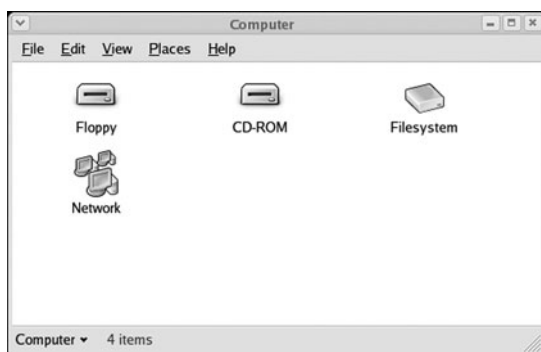 Computer
File Edit View Places Help
Floppy CD-ROM Filesystem
Network
Computer 4 items